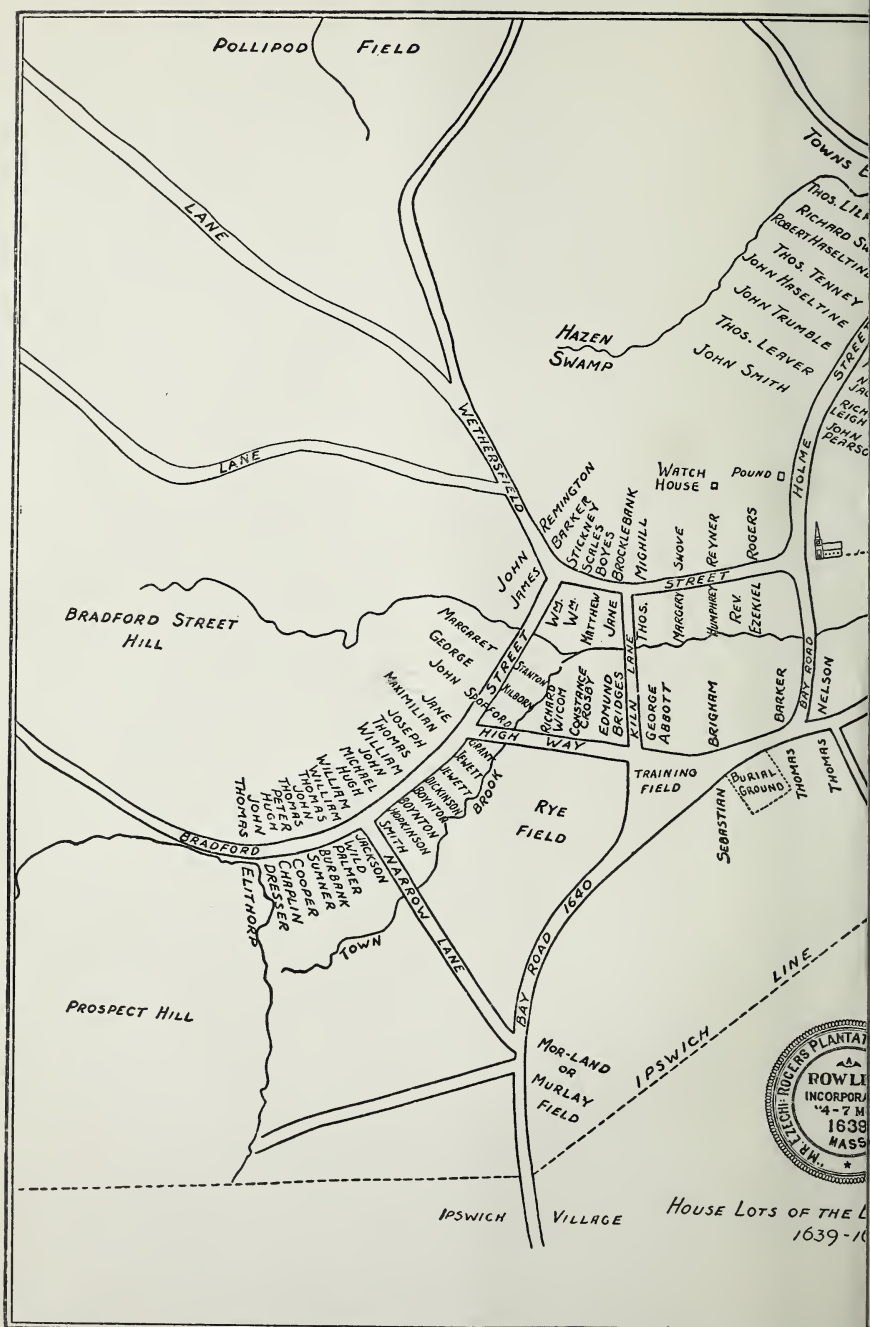 POLLIPOD FIELD
LANE
TOWNS E
THOS. LIL
RICHARD SW
ROBERT HASELTINE
THOS. TENNEY
JOHN HASELTINE
JOHN TRUMBLE
THOS. LEAVER
JOHN SMITH
HAZEN
SWAMP
STREET
HOLME
JAC
RICH
LEIGH
JOHN
PEARSO
LANE
WETHERSFIELD
WATCH
HOUSE
POUND
JOHN REMINGTON
JAMES BARKER
WM. STICKNEY
WM. SCALES
MATTHEW BOYES
JANE BROCKLEBANK
THOS. MIGHILL
MARGERY SHOVE
HUMPHREY REYNER
REV. EZEKIEL ROGERS
STREET
BRADFORD STREET
HILL
MARGARET STANTON
GEORGE KILBORN
JOHN SPOFFORD
STREET
RICHARD
WICOM
CONSTANCE
CROSBY
EDMUND
BRIDGES
KILN LANE
GEORGE
ABBOTT
SEBASTIAN BRIGHAM
THOMAS BARKER
THOMAS NELSON
BAY ROAD
HIGH WAY
JANE GRANT
MAXIMILIAN JEWETT
JOSEPH JEWETT
THOMAS DICKINSON
WILLIAM BOYNTON
JOHN BOYNTON
MICHAEL HOPKINSON
HUGH SMITH
WILLIAM JACKSON
WILLIAM WILD
THOMAS PALMER
JOHN BURBANK
THOMAS SUMNER
PETER COOPER
HUGH CHAPLIN
JOHN DRESSER
THOMAS ELITHORP
BRADFORD
TRAINING
FIELD
BURIAL
GROUND
RYE
FIELD
TOWN BROOK
NARROW LANE
BAY ROAD 1640
PROSPECT HILL
MOR-LAND
OR
MURLAY
FIELD
IPSWICH LINE
"MR. EZECHI: ROGERS PLANTAT
ROWL
INCORPORA
"4-7 M
1639
MASS
IPSWICH VILLAGE
HOUSE LOTS OF THE
1639-1